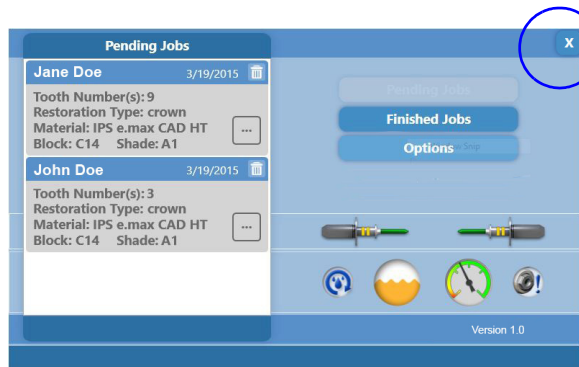 Pending Jobs
X
Jane Doe 3/19/2015
Tooth Number(s): 9
Restoration Type: crown
Material: IPS e.max CAD HT
...
Block: C14 Shade: A1
John Doe 3/19/2015
Tooth Number(s): 3
Restoration Type: crown
Material: IPS e.max CAD HT
...
Block: C14 Shade: A1
Pending Jobs
Finished Jobs
Options
Snip
!
Version 1.0